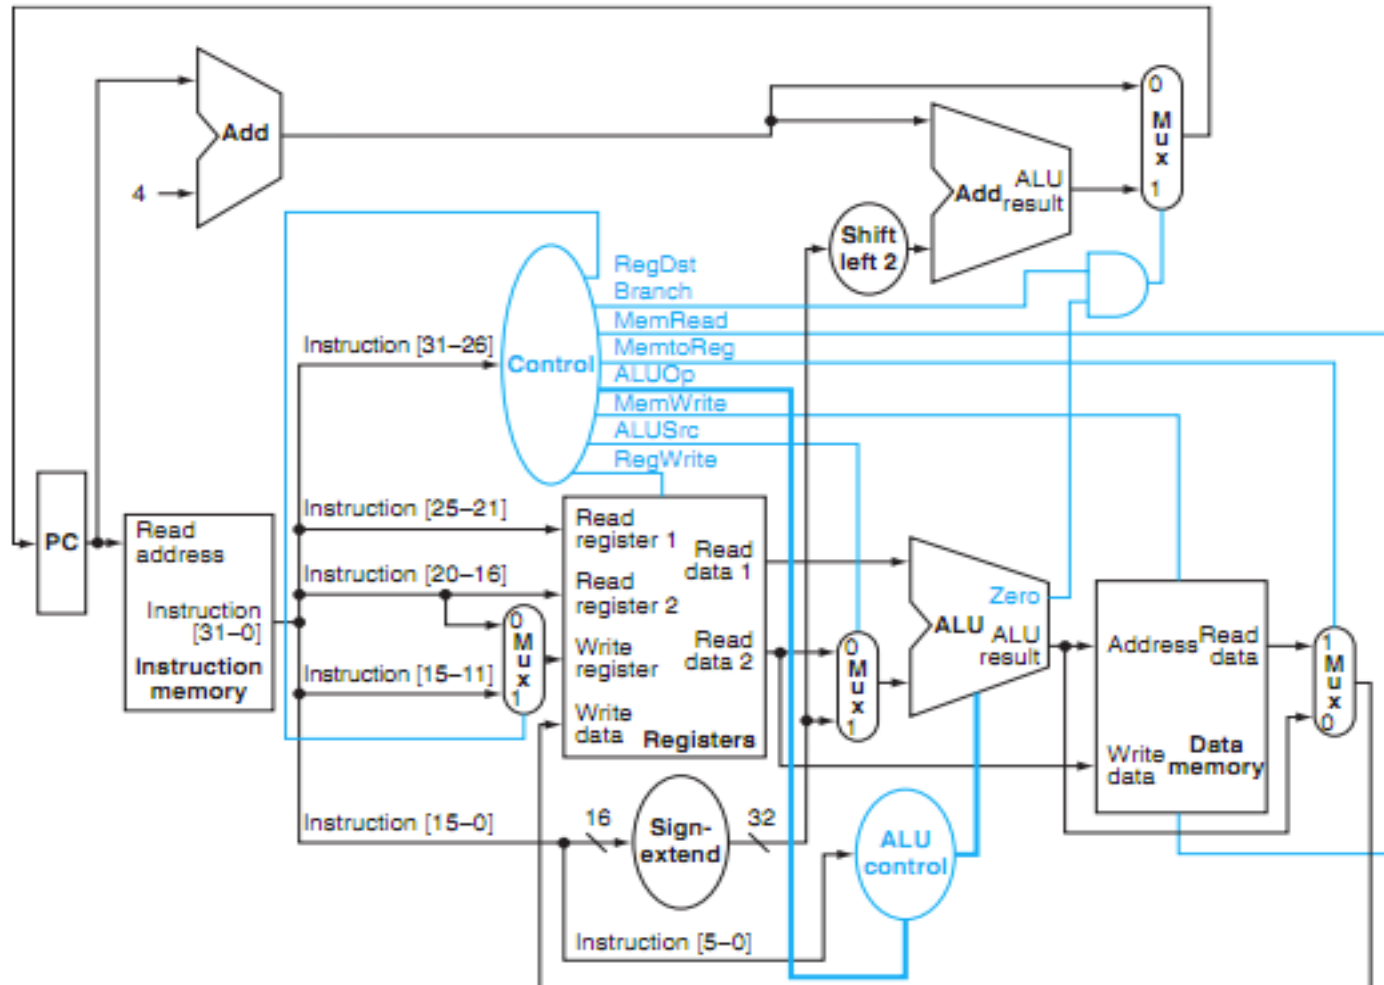 Add
4
0
M
u
x
1
Add
ALU
result
Shift
left 2
RegDst
Branch
MemRead
MemtoReg
ALUOp
MemWrite
ALUSrc
RegWrite
Control
Instruction [31–26]
Instruction [25–21]
Instruction [20–16]
Instruction [15–11]
Instruction [15–0]
Instruction [5–0]
PC
Read
address
Instruction
[31–0]
Instruction
memory
0
M
u
x
1
Read
register 1
Read
register 2
Write
register
Write
data
Read
data 1
Read
data 2
Registers
16
Sign-
extend
32
0
M
u
x
1
Zero
ALU
ALU
result
ALU
control
Address
Read
data
Write
data
Data
memory
1
M
u
x
0